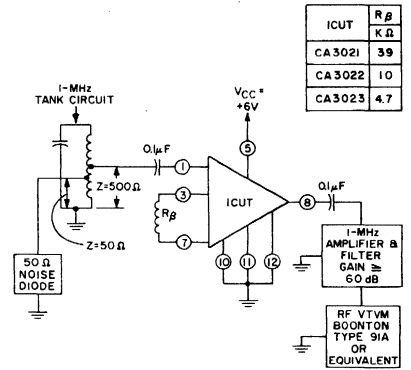 ICUT
Rβ
KΩ
CA3021 39
CA3022 10
CA3023 4.7
1-MHz
TANK CIRCUIT
VCC =
+6V
0.1μF
1
5
Z=500Ω
3
Rβ
ICUT
8
0.1μF
7
Z=50Ω
10
11
12
50 Ω
NOISE
DIODE
1-MHz
AMPLIFIER &
FILTER
GAIN ≅
60 dB
RF VTVM
BOONTON
TYPE 91A
OR
EQUIVALENT